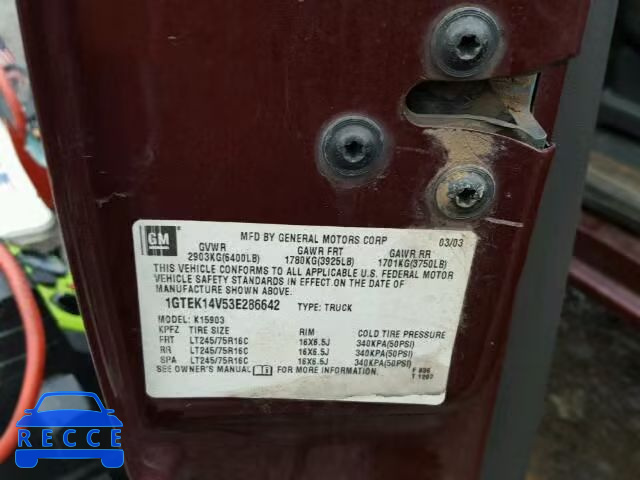 GM
MFD BY GENERAL MOTORS CORP 03/03
GVWR GAWR FRT GAWR RR
2903KG(6400LB) 1780KG(3925LB) 1701KG(3750LB)
THIS VEHICLE CONFORMS TO ALL APPLICABLE U.S. FEDERAL MOTOR
VEHICLE SAFETY STANDARDS IN EFFECT ON THE DATE OF
MANUFACTURE SHOWN ABOVE.
1GTEK14V53E286642 TYPE: TRUCK
MODEL: K15903
KPFZ TIRE SIZE RIM COLD TIRE PRESSURE
FRT LT245/75R16C 16X6.5J 340KPA(50PSI)
RR LT245/75R16C 16X6.5J 340KPA(50PSI)
SPA LT245/75R16C 16X6.5J 340KPA(50PSI)
SEE OWNER'S MANUAL FOR MORE INFORMATION.
RECCE